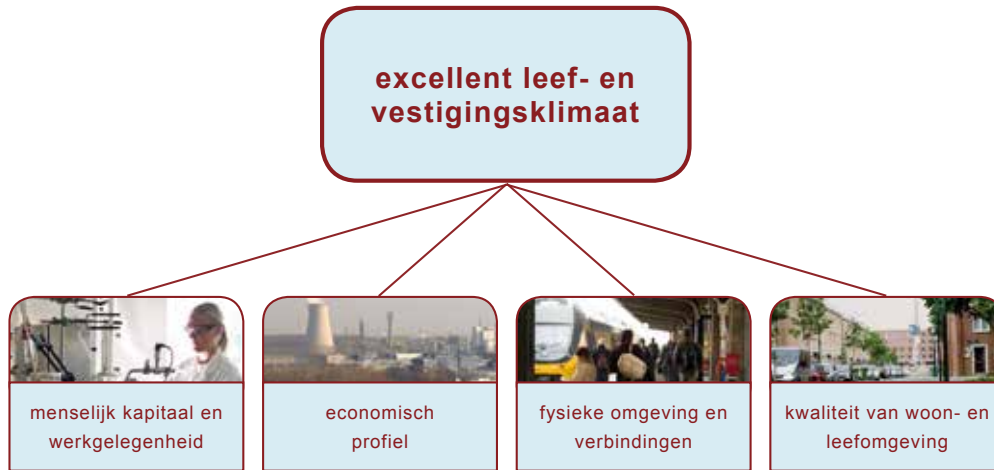 excellent leef- en
vestigingsklimaat
menselijk kapitaal en
werkgelegenheid
economisch
profiel
fysieke omgeving en
verbindingen
kwaliteit van woon- en
leefomgeving